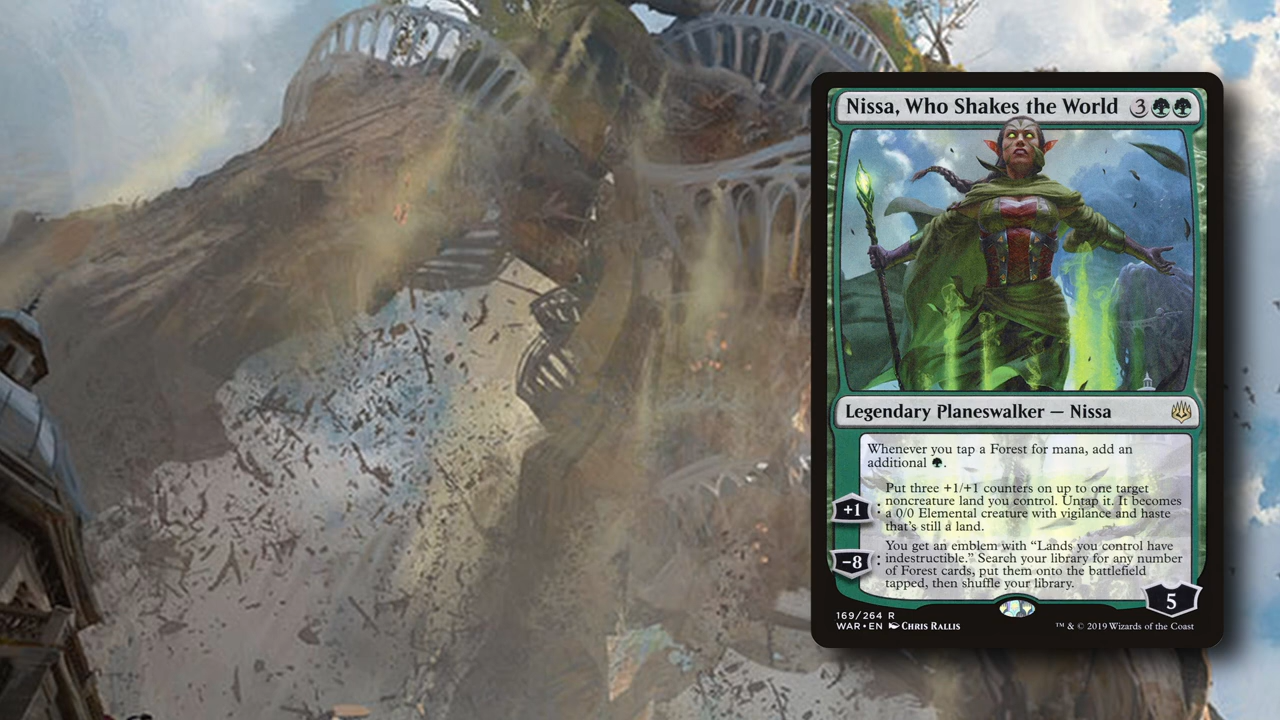 Nissa, Who Shakes the World 3
Legendary Planeswalker — Nissa
Whenever you tap a Forest for mana, add an
additional .
+1 : Put three +1/+1 counters on up to one target
noncreature land you control. Untap it. It becomes
a 0/0 Elemental creature with vigilance and haste
that's still a land.
−8 : You get an emblem with “Lands you control have
indestructible.” Search your library for any number
of Forest cards, put them onto the battlefield
tapped, then shuffle your library.
5
169/264 R
WAR • EN Chris Rallis
™ & © 2019 Wizards of the Coast